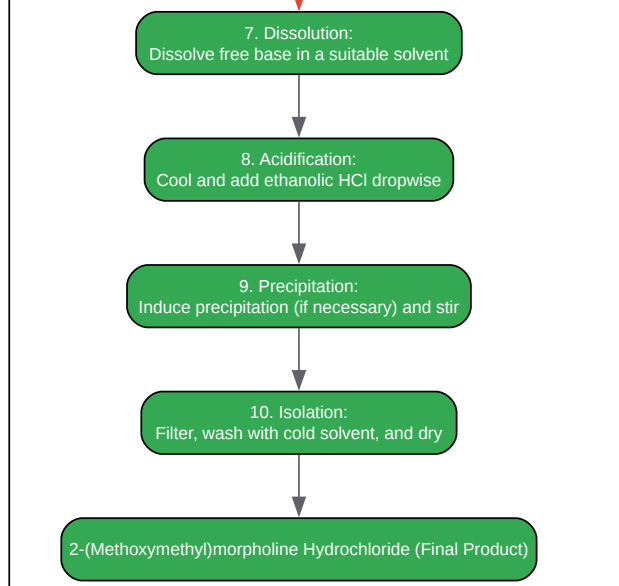 7. Dissolution:
Dissolve free base in a suitable solvent
8. Acidification:
Cool and add ethanolic HCl dropwise
9. Precipitation:
Induce precipitation (if necessary) and stir
10. Isolation:
Filter, wash with cold solvent, and dry
2-(Methoxymethyl)morpholine Hydrochloride (Final Product)